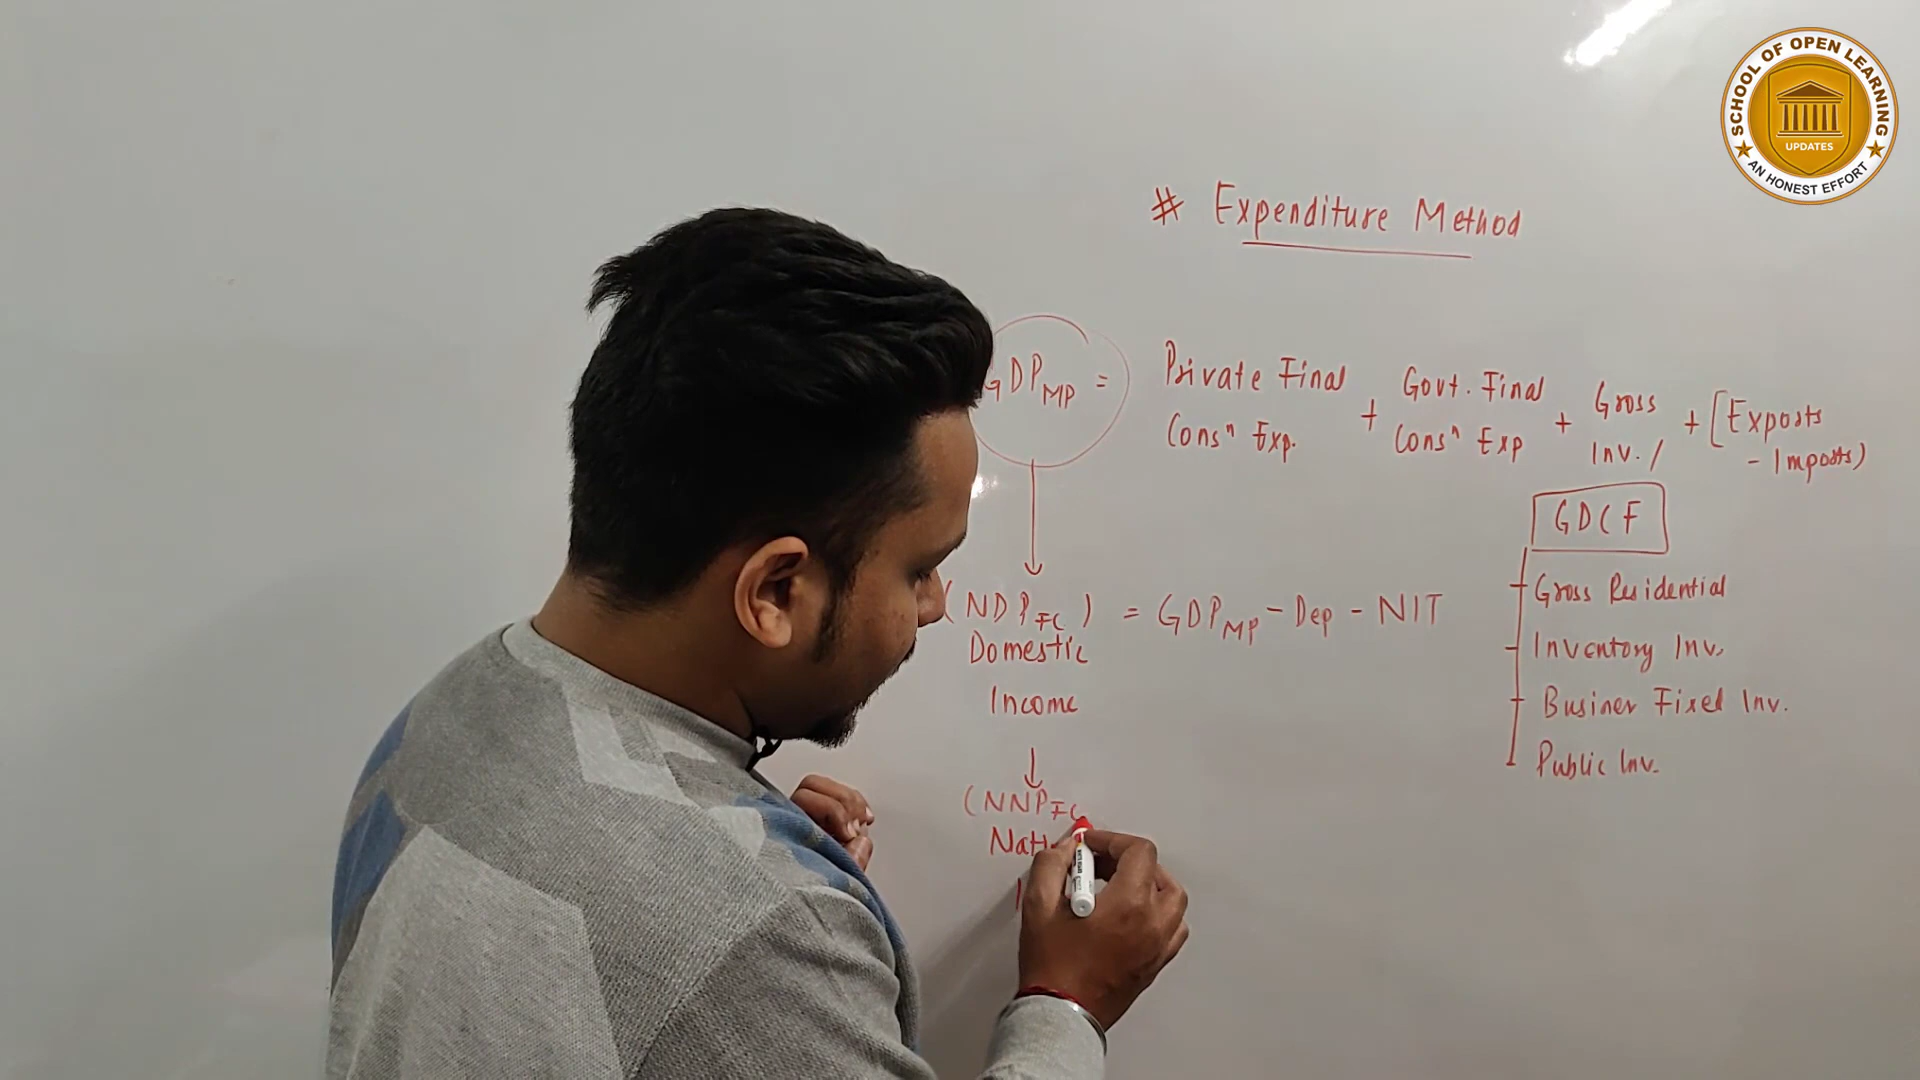 SCHOOL OF OPEN LEARNING
UPDATES
AN HONEST EFFORT
# Expenditure Method
GDP MP = Private Final Consⁿ Exp. + Govt. Final Consⁿ Exp + Gross Inv. / + [Exports - Imports)
GDCF
Gross Residential
Inventory Inv.
Busines Fixed Inv.
Public Inv.
(NDP FC) = GDP MP - Dep - NIT
Domestic
Income
(NNP FC